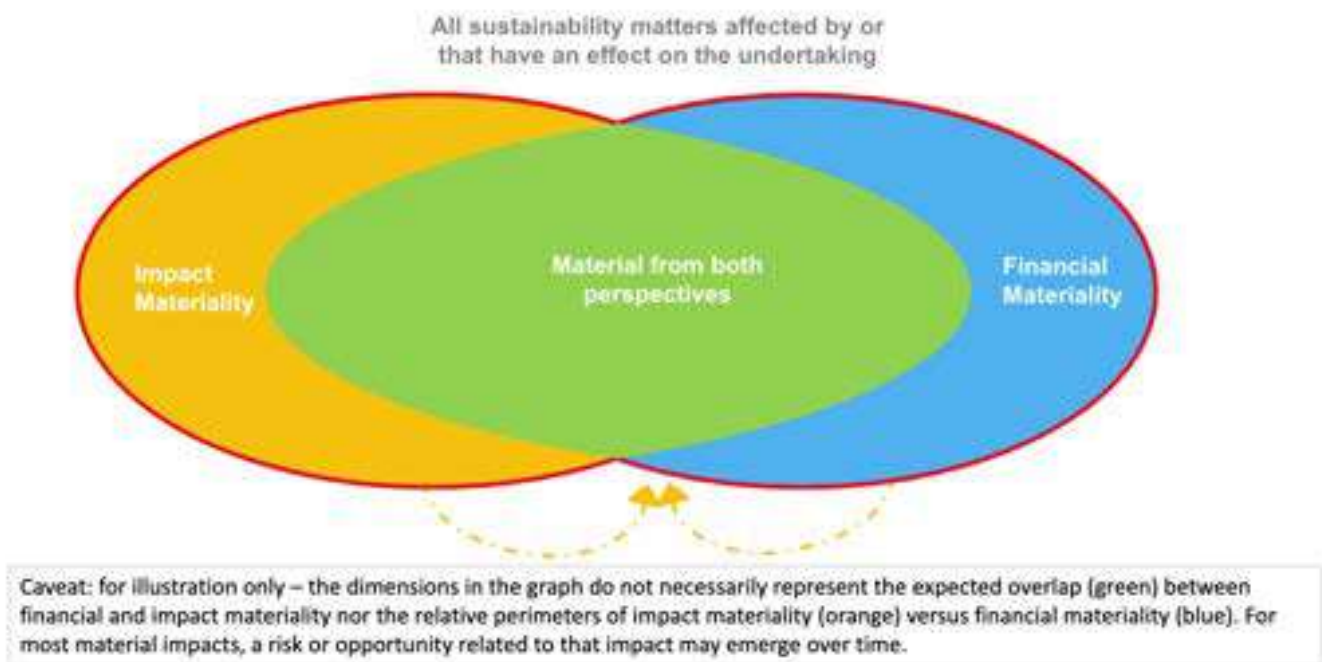 All sustainability matters affected by or
that have an effect on the undertaking
Impact
Materiality
Material from both
perspectives
Financial
Materiality
Caveat: for illustration only – the dimensions in the graph do not necessarily represent the expected overlap (green) between
financial and impact materiality nor the relative perimeters of impact materiality (orange) versus financial materiality (blue). For
most material impacts, a risk or opportunity related to that impact may emerge over time.